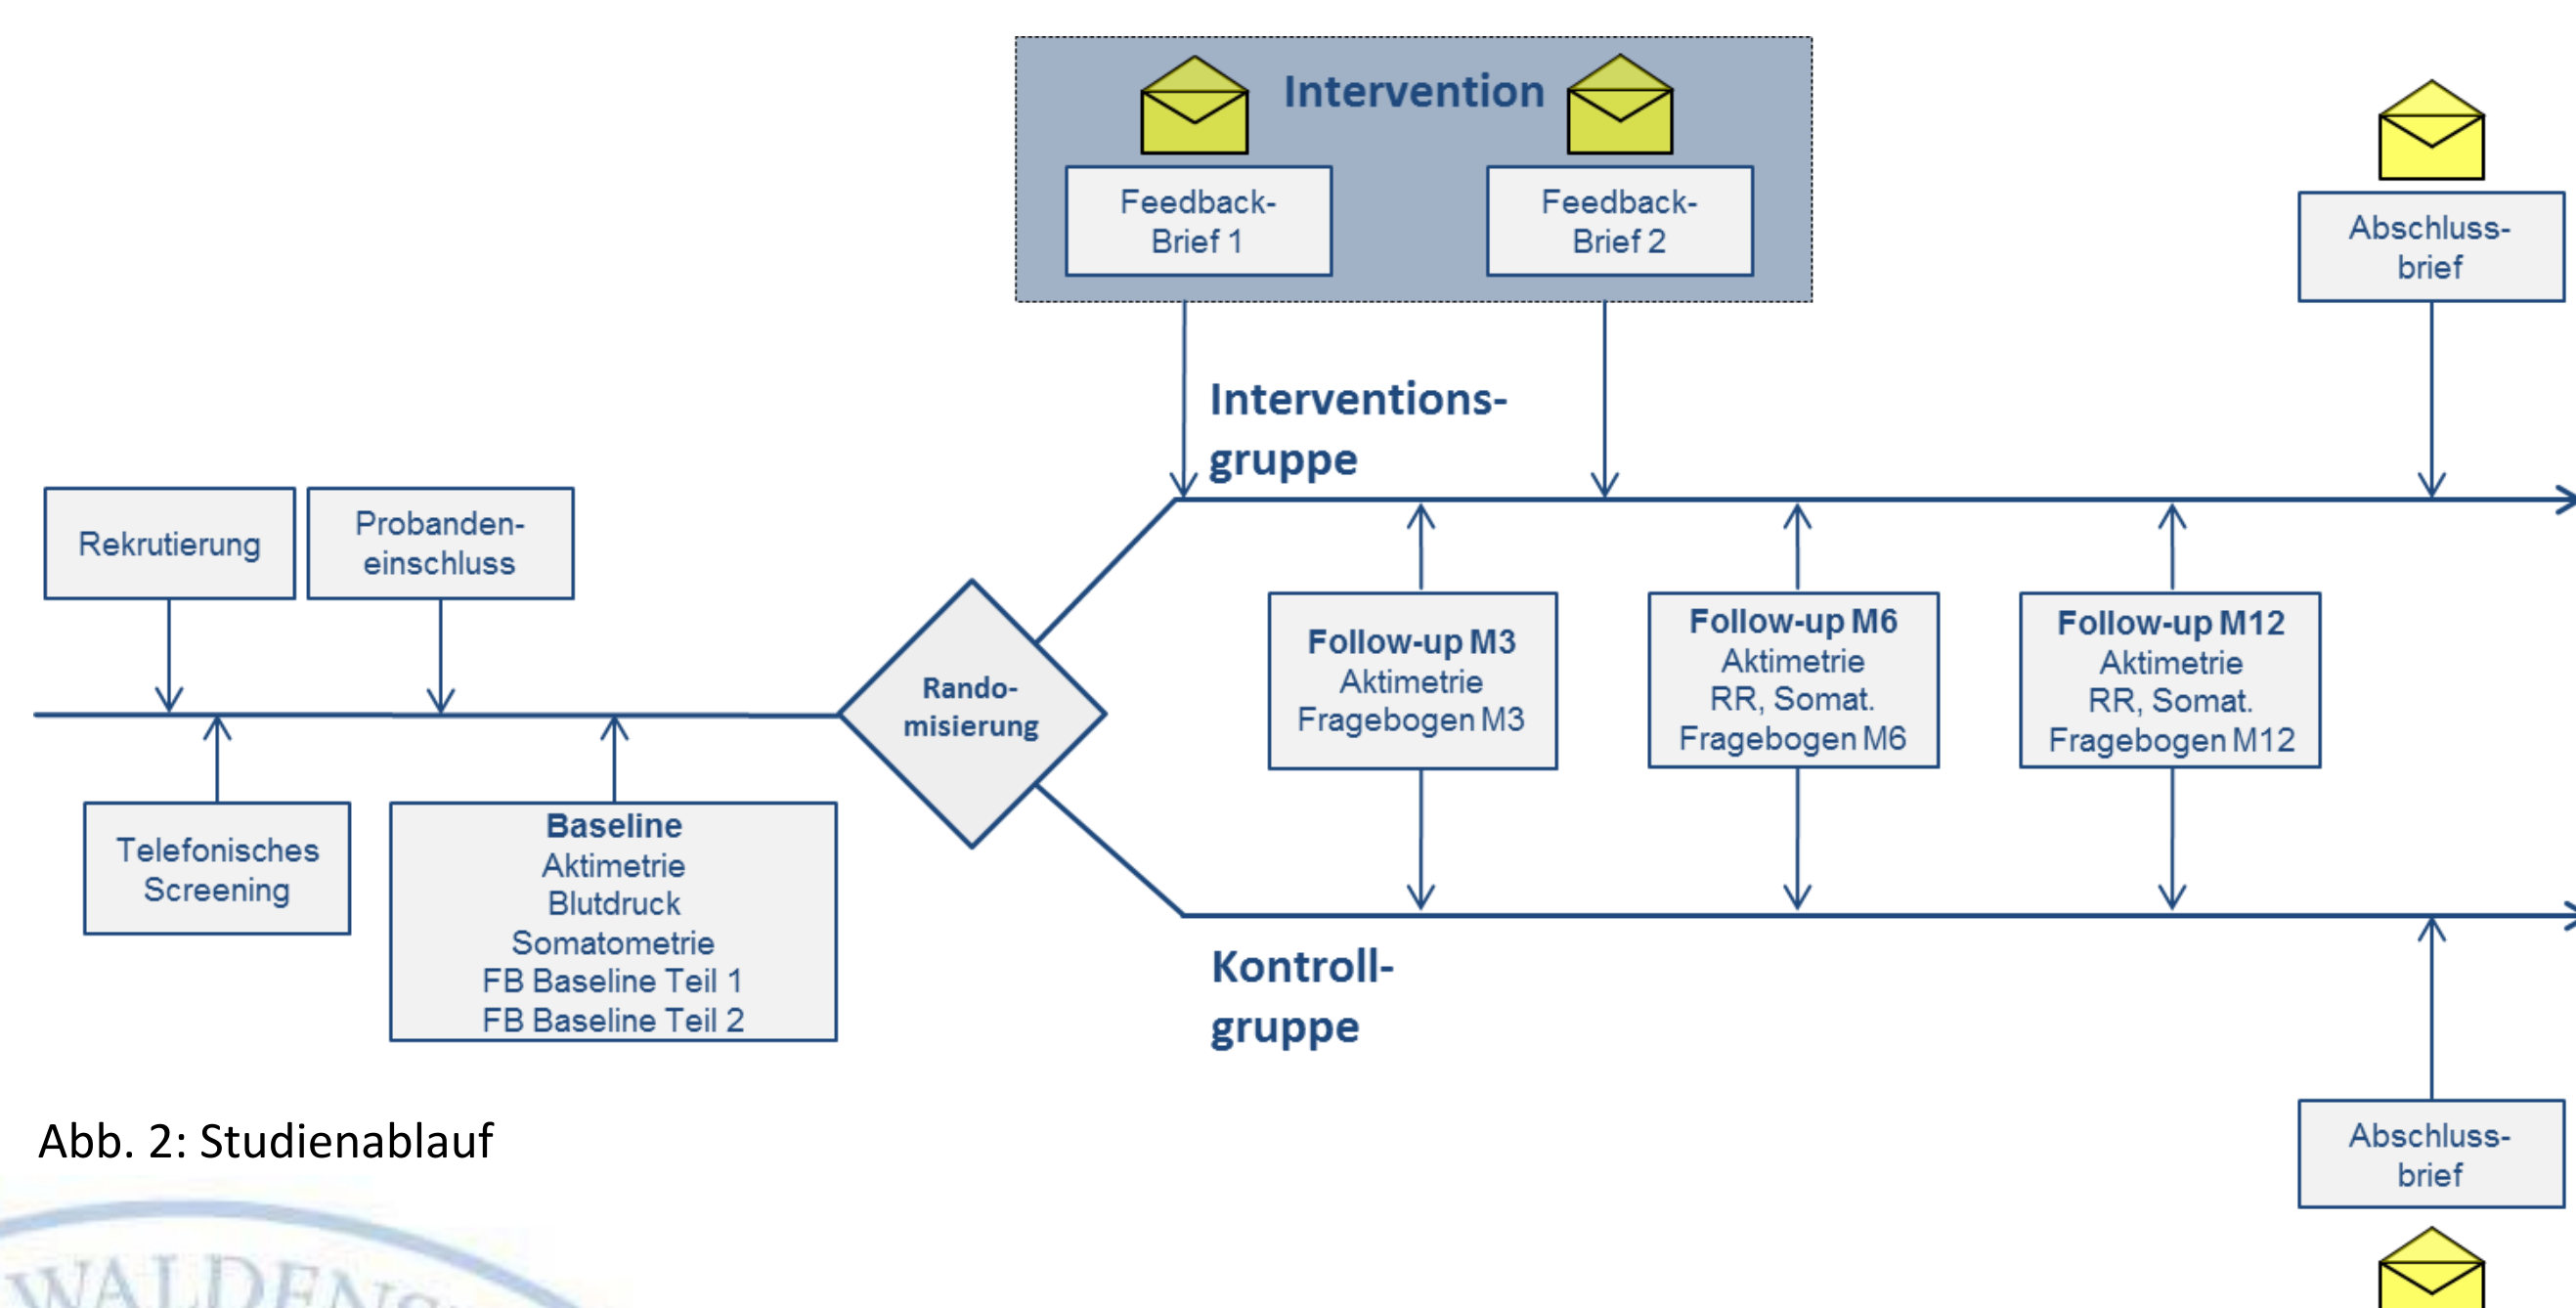 Intervention
Feedback-
Brief 1
Feedback-
Brief 2
Abschluss-
brief
Interventions-
gruppe
Rekrutierung
Probanden-
einschluss
Telefonisches
Screening
Baseline
Aktimetrie
Blutdruck
Somatometrie
FB Baseline Teil 1
FB Baseline Teil 2
Rando-
misierung
Follow-up M3
Aktimetrie
Fragebogen M3
Follow-up M6
Aktimetrie
RR, Somat.
Fragebogen M6
Follow-up M12
Aktimetrie
RR, Somat.
Fragebogen M12
Kontroll-
gruppe
Abschluss-
brief
Abb. 2: Studienablauf